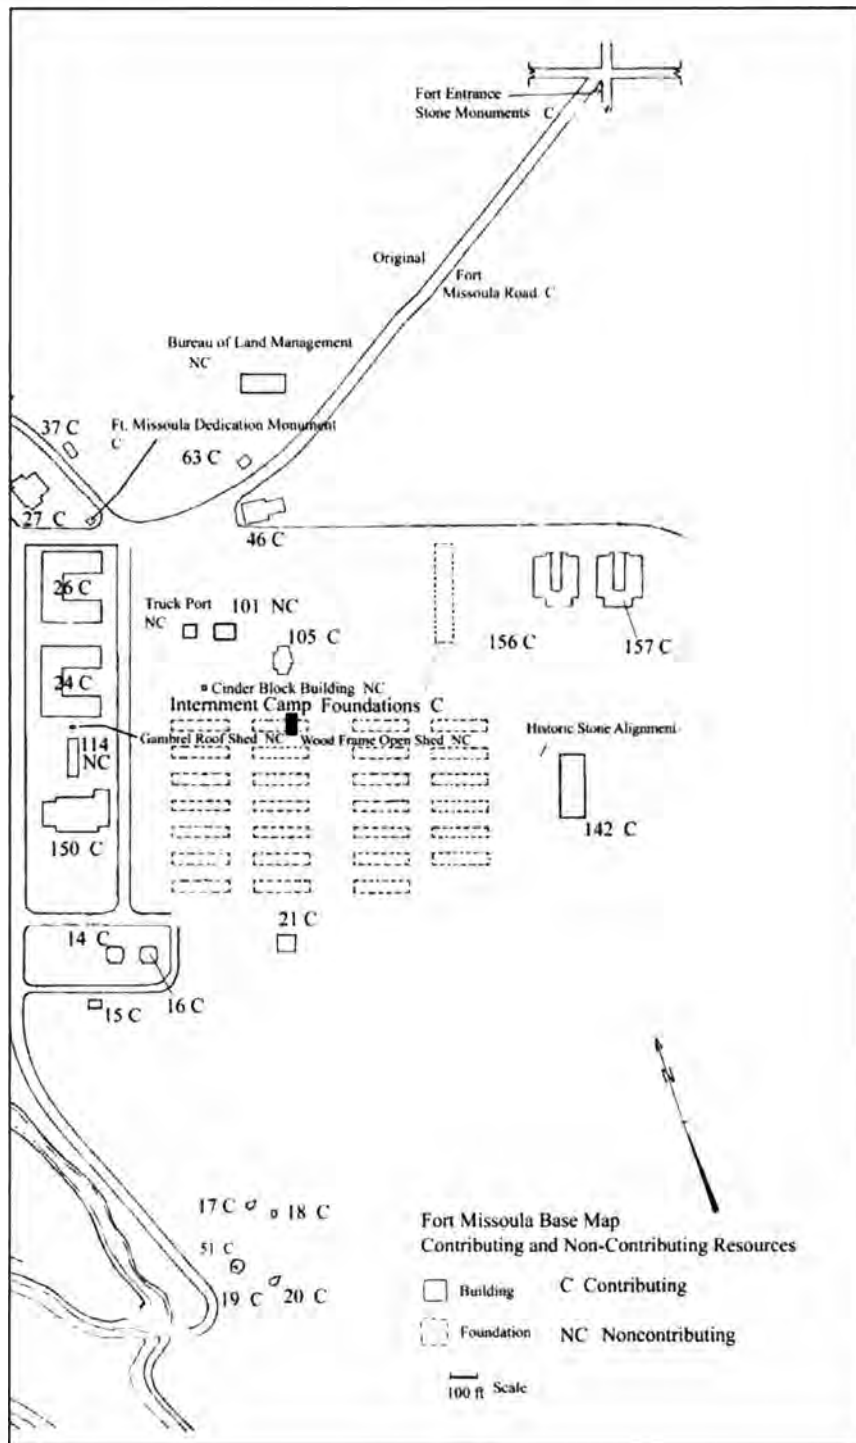 Fort Entrance
Stone Monuments C
Original
Fort
Missoula Road C
Bureau of Land Management
NC
37 C
Ft. Missoula Dedication Monument
C
63 C
27 C
46 C
26 C
Truck Port
NC
101 NC
105 C
156 C
157 C
24 C
Cinder Block Building NC
Internment Camp Foundations C
Gambrel Roof Shed NC
Wood Frame Open Shed NC
Historic Stone Alignment
114
NC
150 C
142 C
21 C
14 C
16 C
15 C
N
17 C
18 C
51 C
19 C
20 C
Fort Missoula Base Map
Contributing and Non-Contributing Resources
Building
C Contributing
Foundation
NC Noncontributing
100 ft Scale